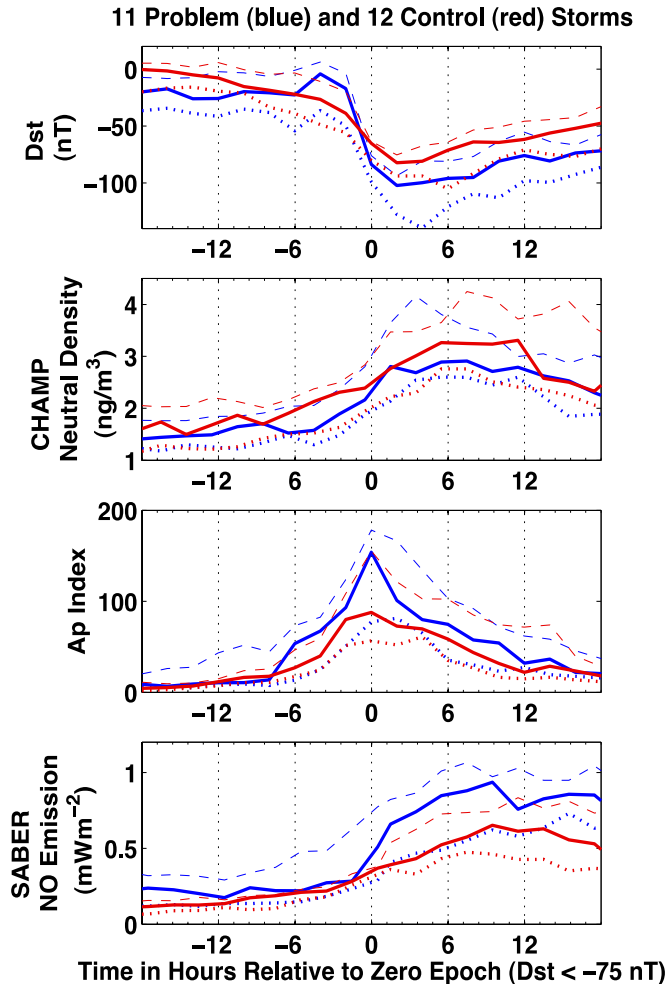 11 Problem (blue) and 12 Control (red) Storms
Dst
(nT)
0
−50
−100
−12 −6 0 6 12
CHAMP
Neutral Density
(ng/m³)
4
3
2
1
−12 −6 0 6 12
Ap Index
200
100
0
−12 −6 0 6 12
SABER
NO Emission
(mWm⁻²)
1
0.5
0
−12 −6 0 6 12
Time in Hours Relative to Zero Epoch (Dst < −75 nT)